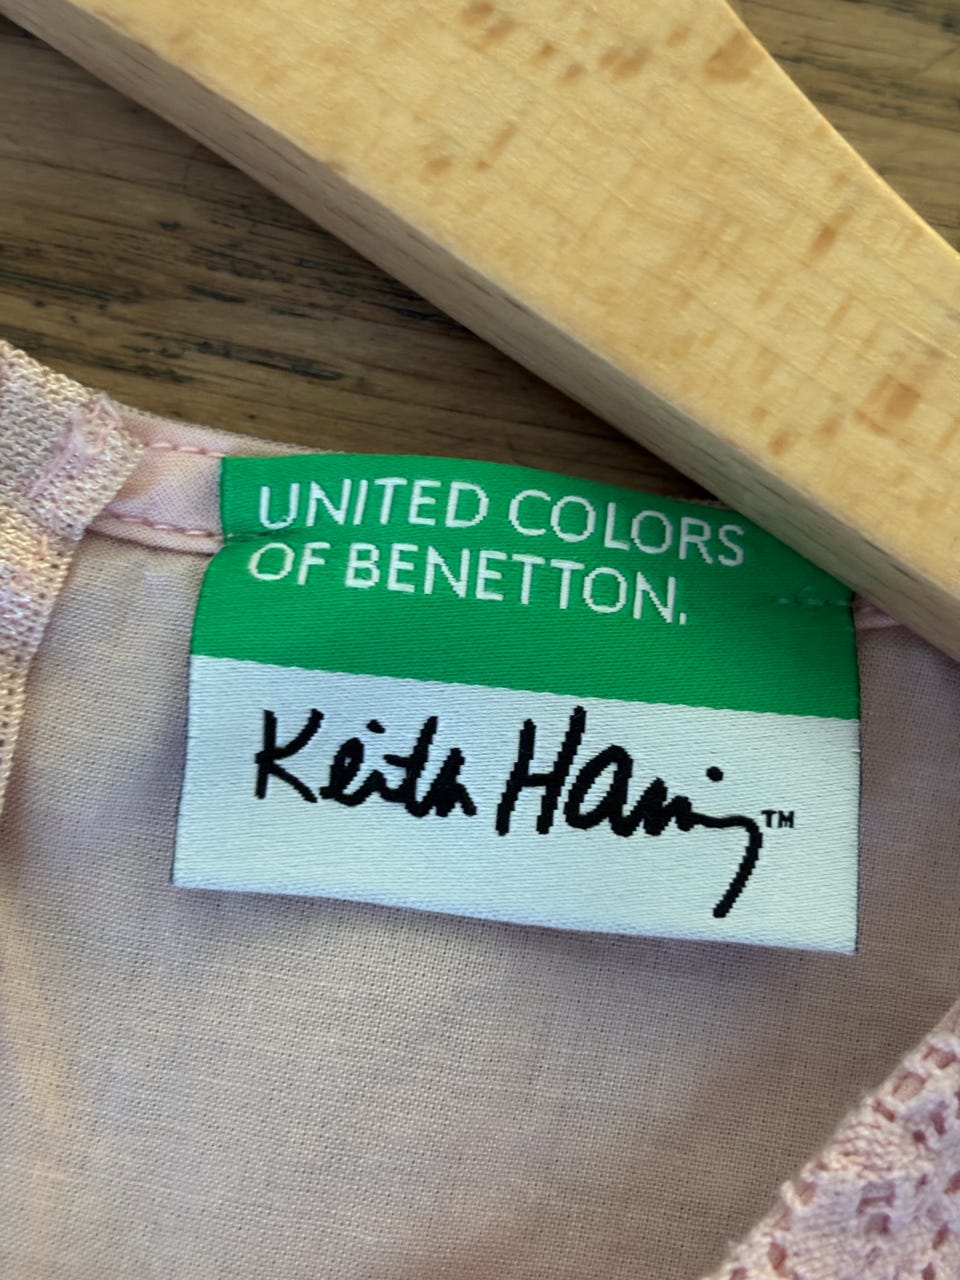 UNITED COLORS
OF BENETTON.
Keith Haring™